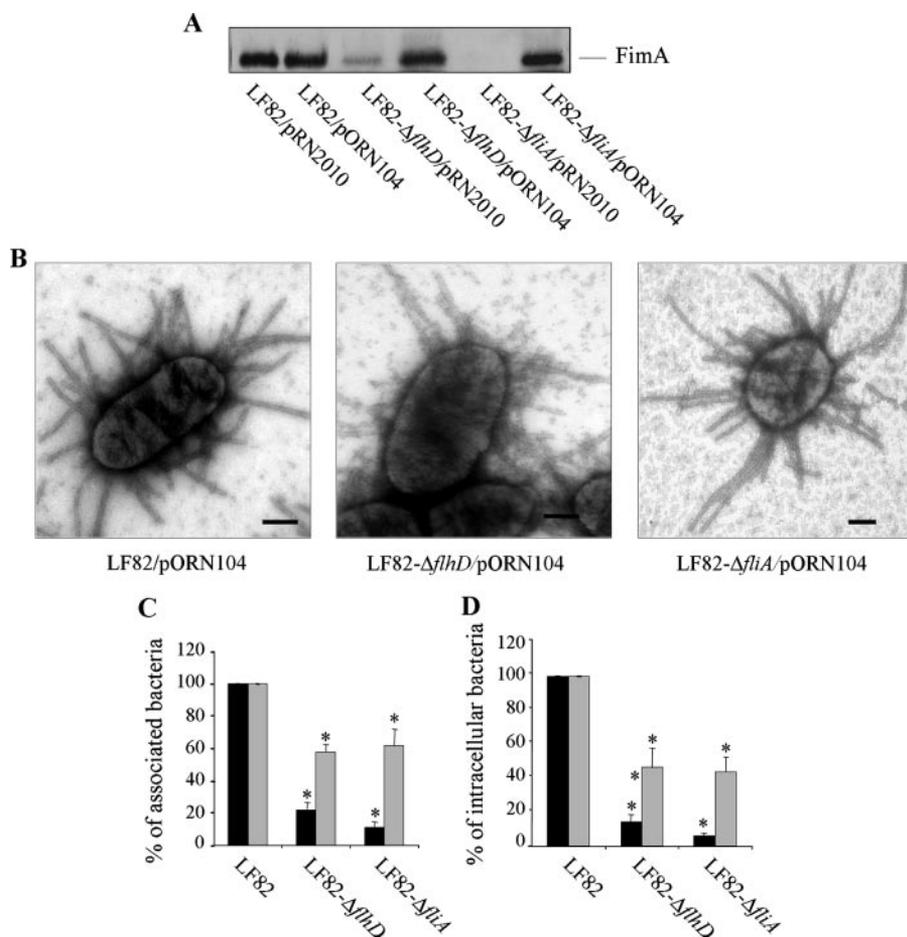 A
FimA
LF82/pRN2010
LF82/pORN104
LF82-ΔflhD/pRN2010
LF82-ΔflhD/pORN104
LF82-ΔfliA/pRN2010
LF82-ΔfliA/pORN104
B
LF82/pORN104
LF82-ΔflhD/pORN104
LF82-ΔfliA/pORN104
C
% of associated bacteria
120
100
80
60
40
20
0
* * * *
LF82
LF82-ΔflhD
LF82-ΔfliA
D
% of intracellular bacteria
120
100
80
60
40
20
0
* * * * *
LF82
LF82-ΔflhD
LF82-ΔfliA